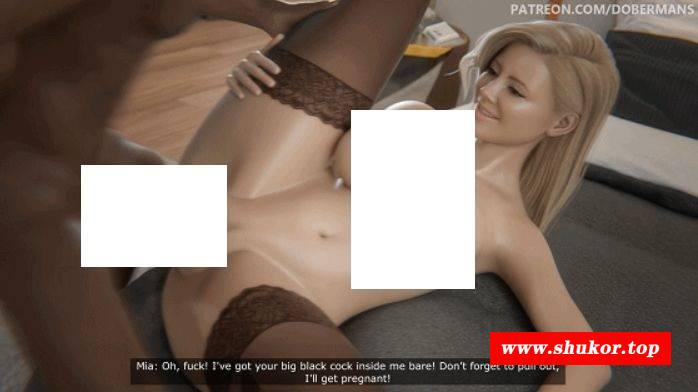 PATREON.COM/DOBERMANS
www.shukor.top
Mia: Oh, fuck! I've got your big black cock inside me bare! Don't forget to pull out,
I'll get pregnant!